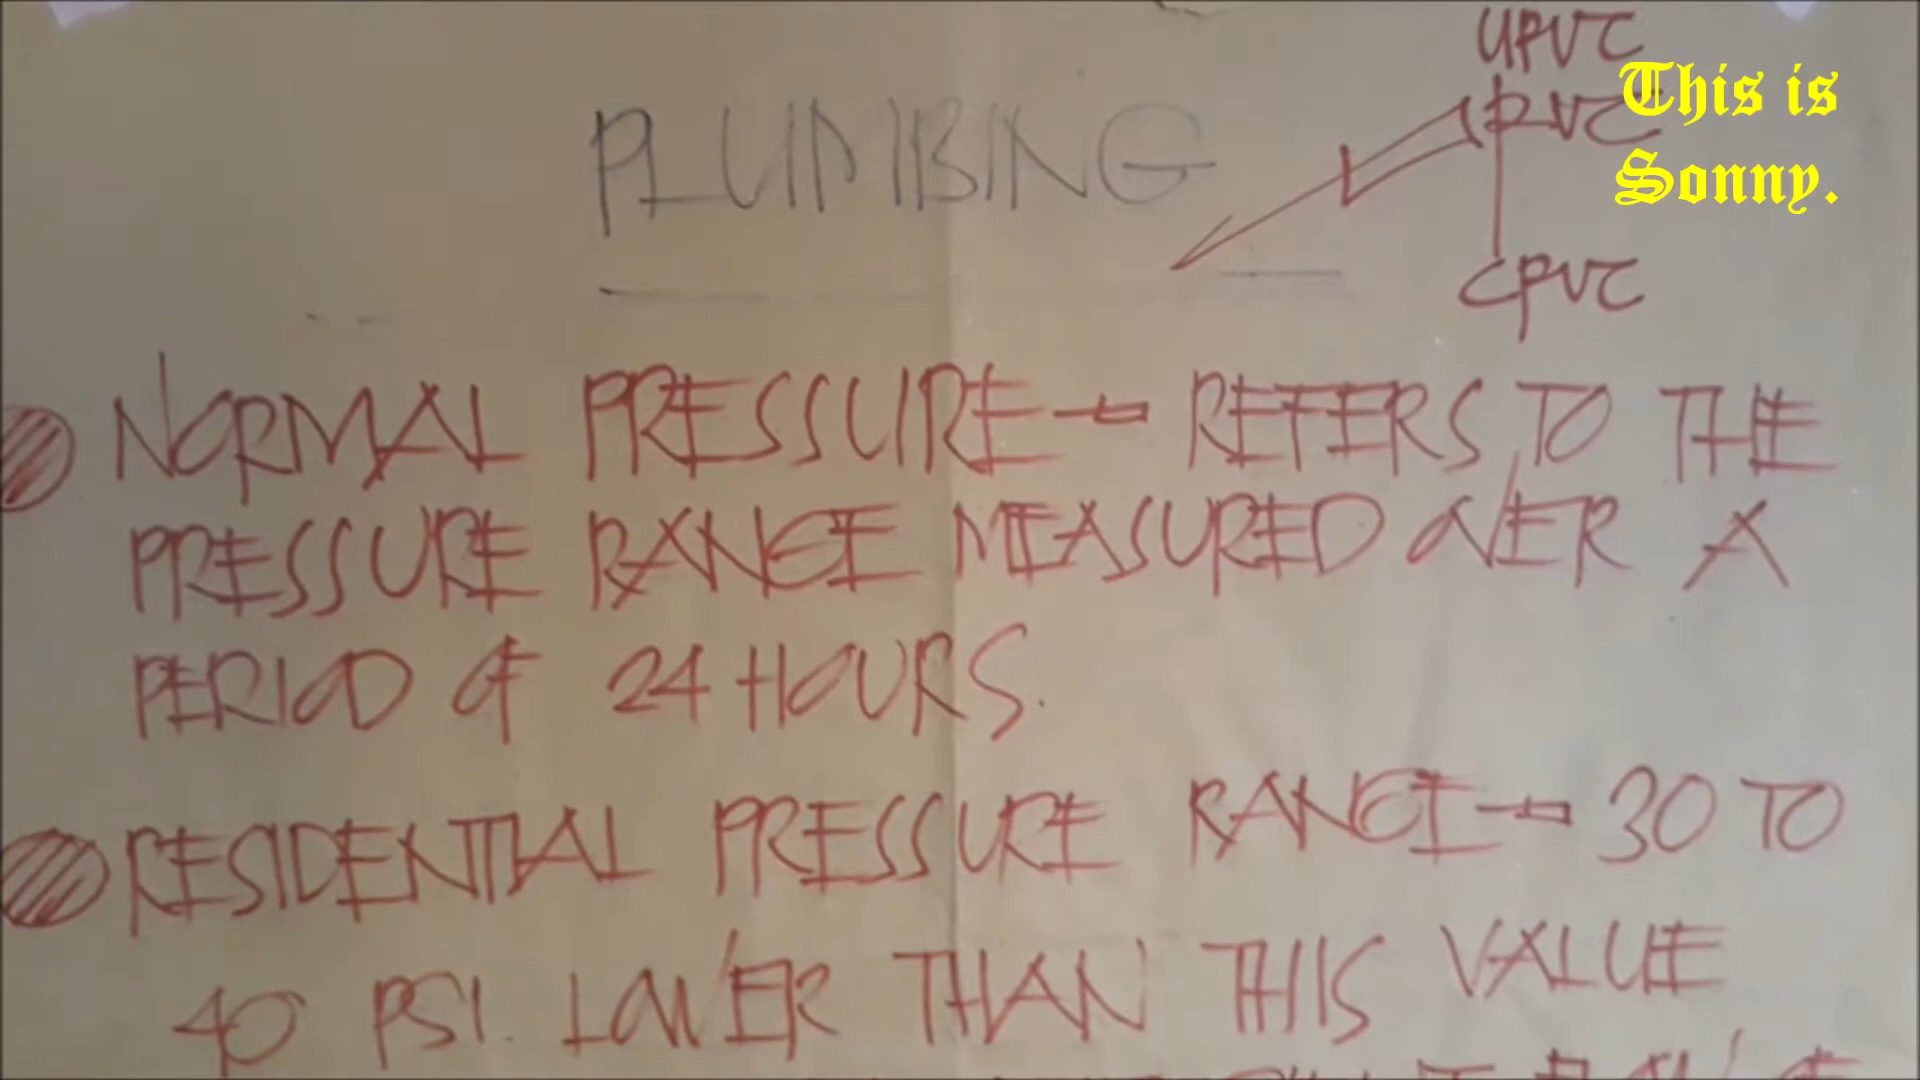 UPVC
This is
PLUMBING
PVC
Sonny.
CPVC
NORMAL PRESSURE → REFERS TO THE
PRESSURE RANGE MEASURED OVER A
PERIOD OF 24 HOURS.
RESIDENTIAL PRESSURE RANGE → 30 TO
40 PSI. LOWER THAN THIS VALUE